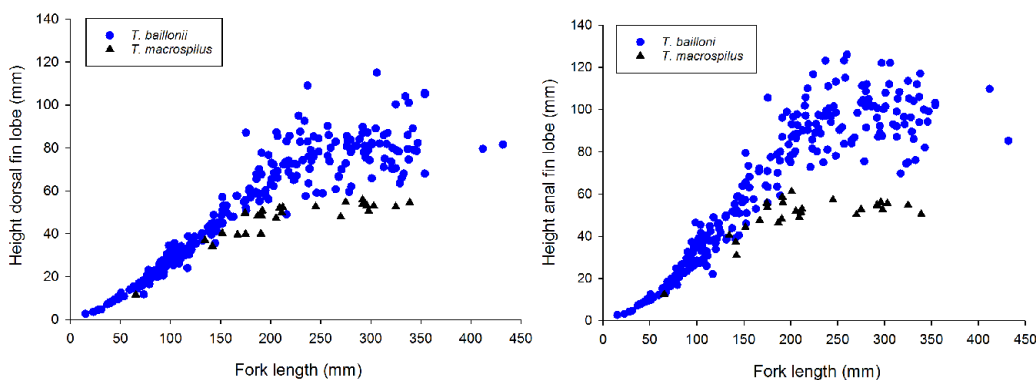 140
120
100
80
60
40
20
0
Height dorsal fin lobe (mm)
T. baillonii
T. macrospilus
0 50 100 150 200 250 300 350 400 450
Fork length (mm)
140
120
100
80
60
40
20
0
Height anal fin lobe (mm)
T. bailloni
T. macrospilus
0 50 100 150 200 250 300 350 400 450
Fork length (mm)